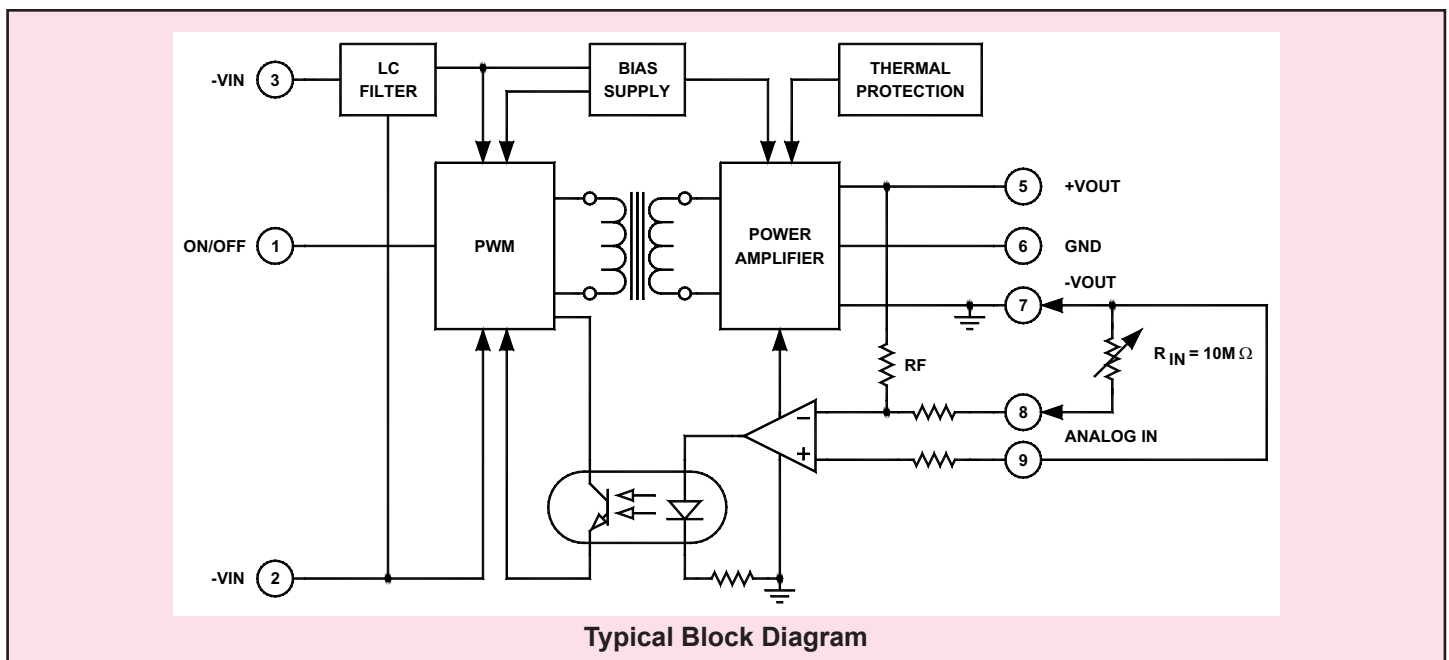 -VIN
3
LC
FILTER
BIAS
SUPPLY
THERMAL
PROTECTION
ON/OFF
1
PWM
POWER
AMPLIFIER
5
+VOUT
6
GND
-VOUT
7
RF
R IN = 10M Ω
8
ANALOG IN
9
−
+
-VIN
2
Typical Block Diagram